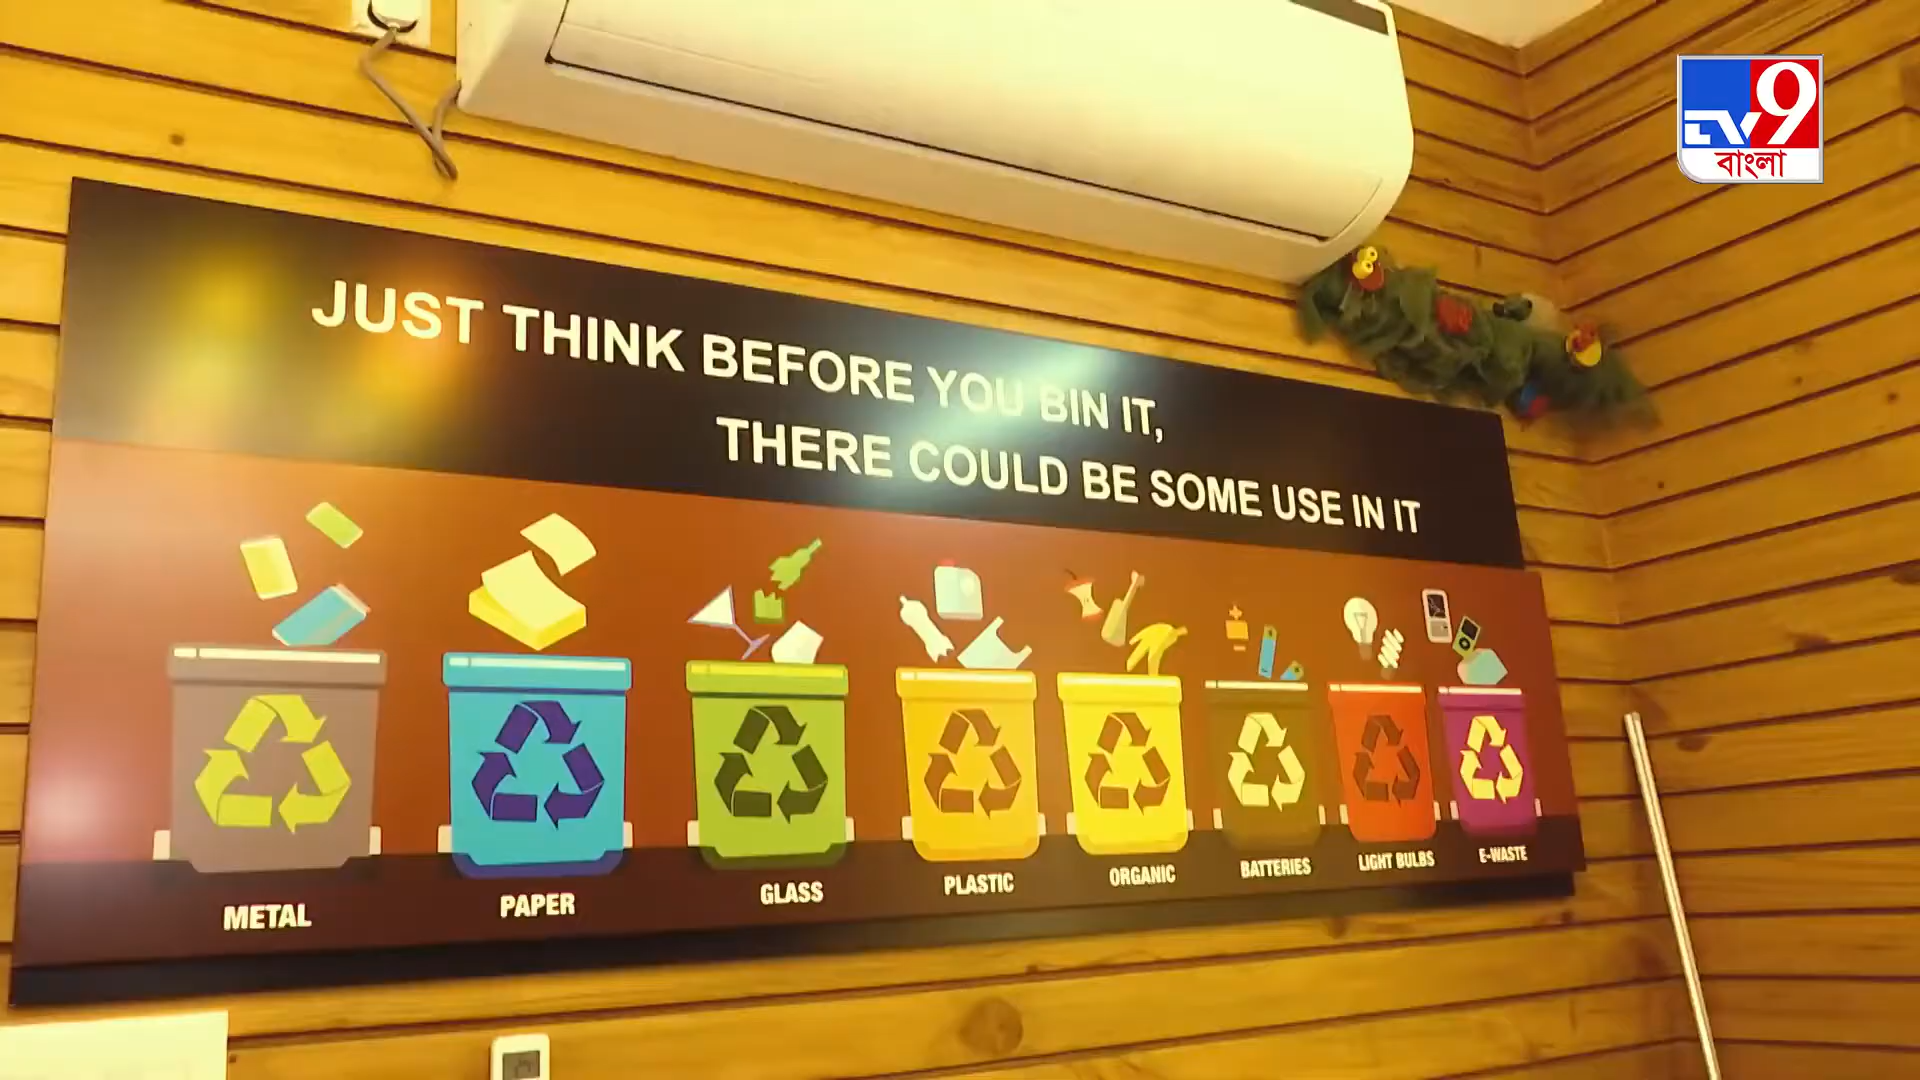 TV9
বাংলা
JUST THINK BEFORE YOU BIN IT,
THERE COULD BE SOME USE IN IT
METAL
PAPER
GLASS
PLASTIC
ORGANIC
BATTERIES
LIGHT BULBS
E-WASTE